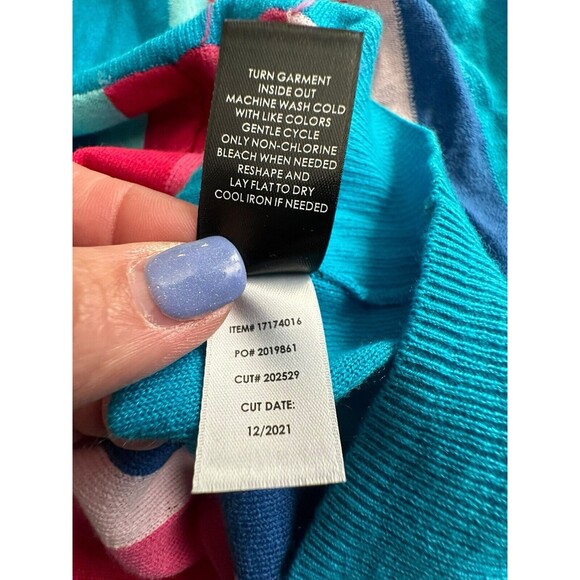 TURN GARMENT
INSIDE OUT
MACHINE WASH COLD
WITH LIKE COLORS
GENTLE CYCLE
ONLY NON-CHLORINE
BLEACH WHEN NEEDED
RESHAPE AND
LAY FLAT TO DRY
COOL IRON IF NEEDED
ITEM# 17174016
PO# 2019861
CUT# 202529
CUT DATE:
12/2021